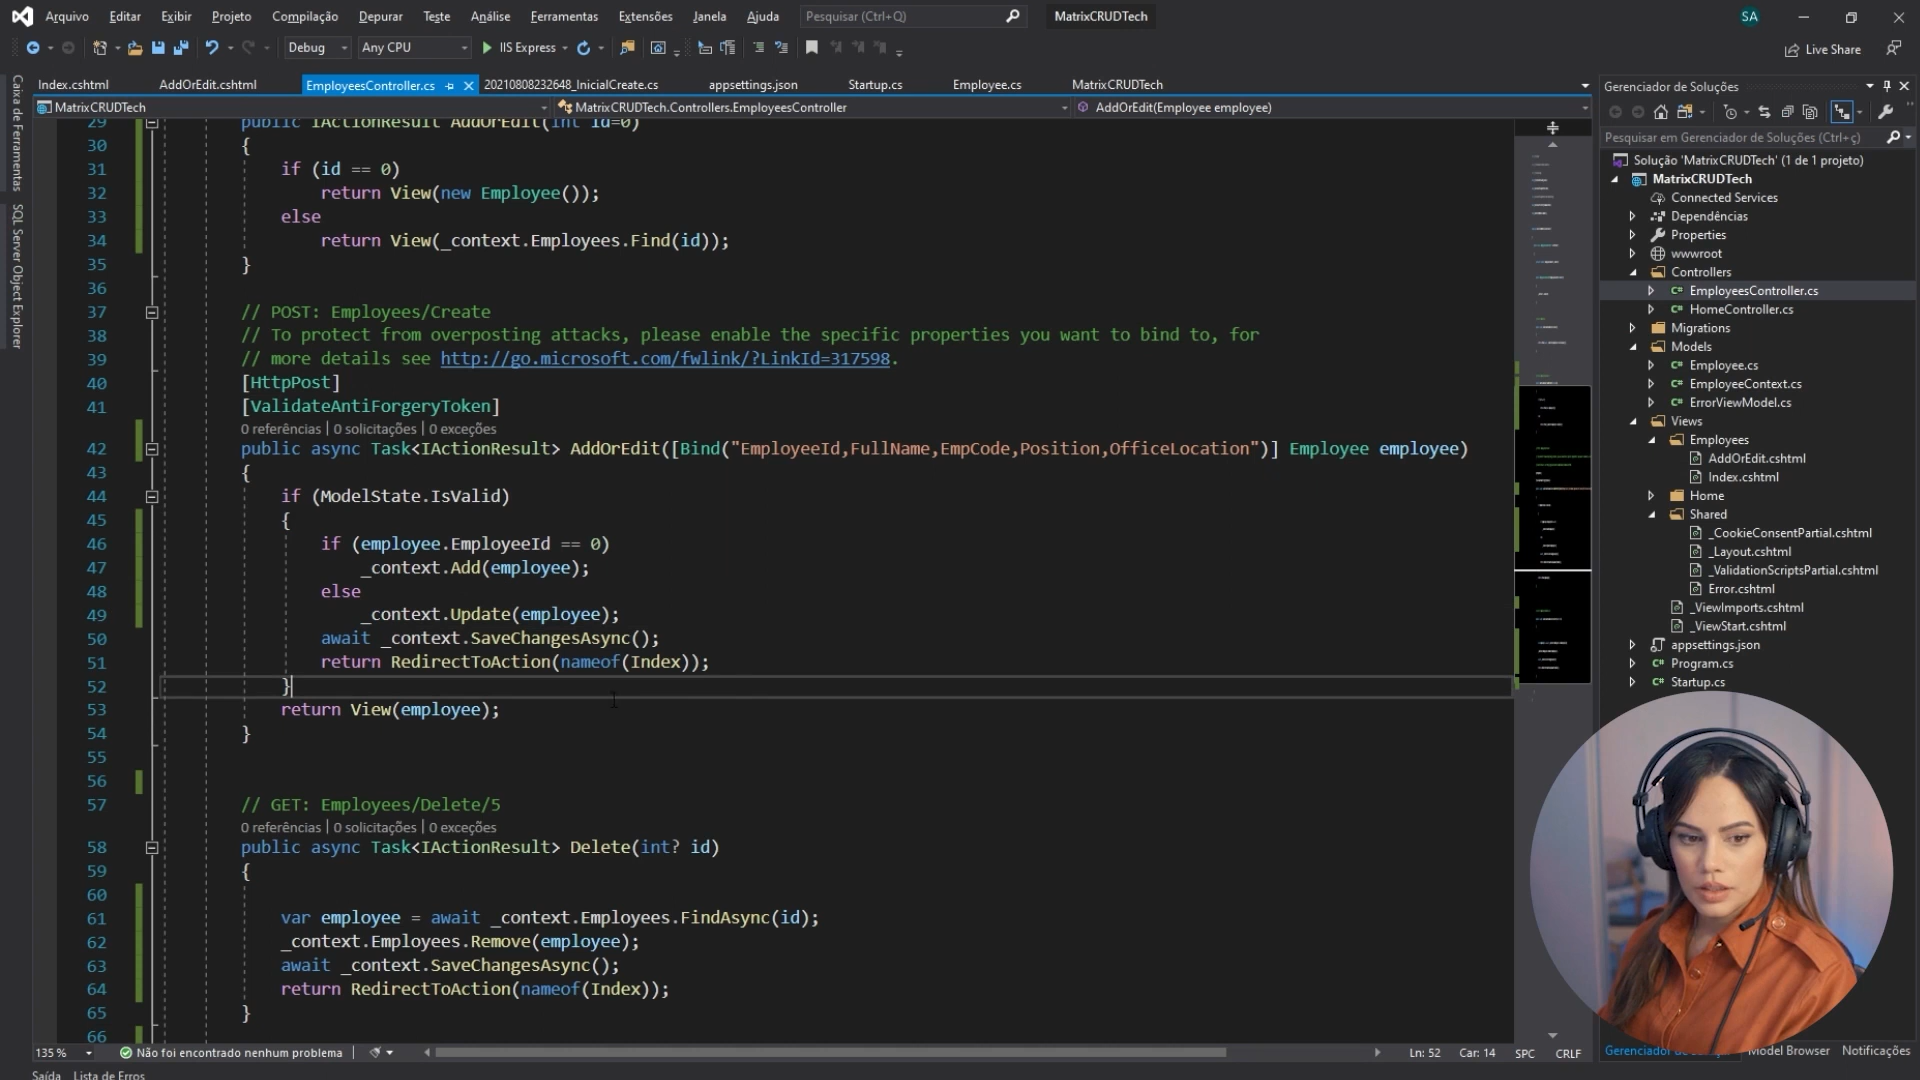 Arquivo Editar Exibir Projeto Compilação Depurar Teste Análise Ferramentas Extensões Janela Ajuda Pesquisar (Ctrl+Q) MatrixCRUDTech SA
Debug Any CPU IIS Express Live Share
Index.cshtml AddOrEdit.cshtml EmployeesController.cs 20210808232648_InicialCreate.cs appsettings.json Startup.cs Employee.cs MatrixCRUDTech
MatrixCRUDTech MatrixCRUDTech.Controllers.EmployeesController AddOrEdit(Employee employee)
Caixa de Ferramentas
SQL Server Object Explorer
29 public IActionResult AddOrEdit(int id=0)
30 {
31 if (id == 0)
32 return View(new Employee());
33 else
34 return View(_context.Employees.Find(id));
35 }
36
37 // POST: Employees/Create
38 // To protect from overposting attacks, please enable the specific properties you want to bind to, for
39 // more details see http://go.microsoft.com/fwlink/?LinkId=317598.
40 [HttpPost]
41 [ValidateAntiForgeryToken]
0 referências | 0 solicitações | 0 exceções
42 public async Task<IActionResult> AddOrEdit([Bind("EmployeeId,FullName,EmpCode,Position,OfficeLocation")] Employee employee)
43 {
44 if (ModelState.IsValid)
45 {
46 if (employee.EmployeeId == 0)
47 _context.Add(employee);
48 else
49 _context.Update(employee);
50 await _context.SaveChangesAsync();
51 return RedirectToAction(nameof(Index));
52 }
53 return View(employee);
54 }
55
56
57 // GET: Employees/Delete/5
0 referências | 0 solicitações | 0 exceções
58 public async Task<IActionResult> Delete(int? id)
59 {
60
61 var employee = await _context.Employees.FindAsync(id);
62 _context.Employees.Remove(employee);
63 await _context.SaveChangesAsync();
64 return RedirectToAction(nameof(Index));
65 }
66
135 % Não foi encontrado nenhum problema Ln: 52 Car: 14 SPC CRLF
Saída Lista de Erros
Gerenciador de Soluções
Pesquisar em Gerenciador de Soluções (Ctrl+ç)
Solução 'MatrixCRUDTech' (1 de 1 projeto)
MatrixCRUDTech
Connected Services
Dependências
Properties
wwwroot
Controllers
C# EmployeesController.cs
C# HomeController.cs
Migrations
Models
C# Employee.cs
C# EmployeeContext.cs
C# ErrorViewModel.cs
Views
Employees
AddOrEdit.cshtml
Index.cshtml
Home
Shared
_CookieConsentPartial.cshtml
_Layout.cshtml
_ValidationScriptsPartial.cshtml
Error.cshtml
_ViewImports.cshtml
_ViewStart.cshtml
appsettings.json
C# Program.cs
C# Startup.cs
Gerenciador Model Browser Notificações